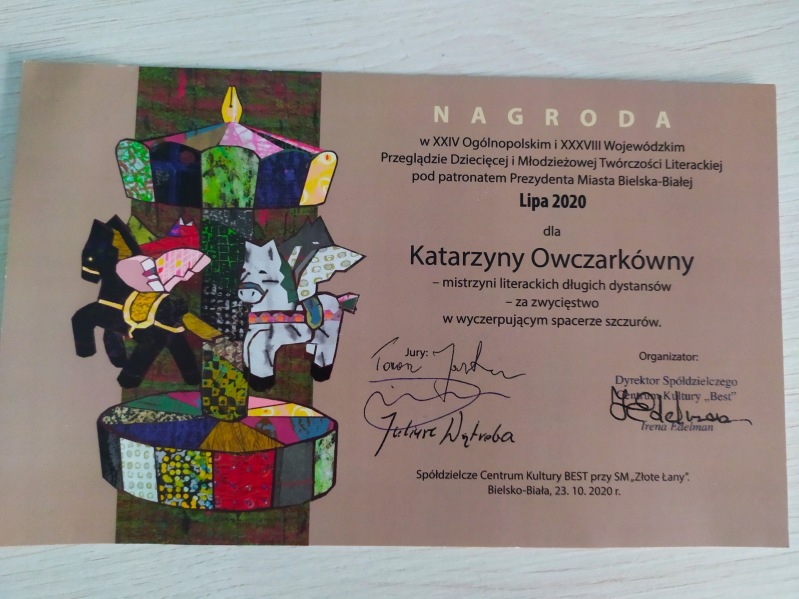 NAGRODA
w XXIV Ogólnopolskim i XXXVIII Wojewódzkim
Przeglądzie Dziecięcej i Młodzieżowej Twórczości Literackiej
pod patronatem Prezydenta Miasta Bielska-Białej
Lipa 2020
dla
Katarzyny Owczarkówny
– mistrzyni literackich długich dystansów
– za zwycięstwo
w wyczerpującym spacerze szczurów.
Jury:
Juliusz Wątroba
Organizator:
Dyrektor Spółdzielczego
Centrum Kultury „Best”
Irena Edelman
Spółdzielcze Centrum Kultury BEST przy SM „Złote Łany”.
Bielsko-Biała, 23. 10. 2020 r.